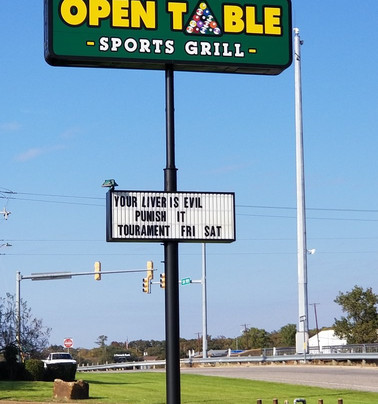 OPEN TABLE
- SPORTS GRILL -
YOUR LIVER IS EVIL
PUNISH IT
TOURAMENT FRI SAT